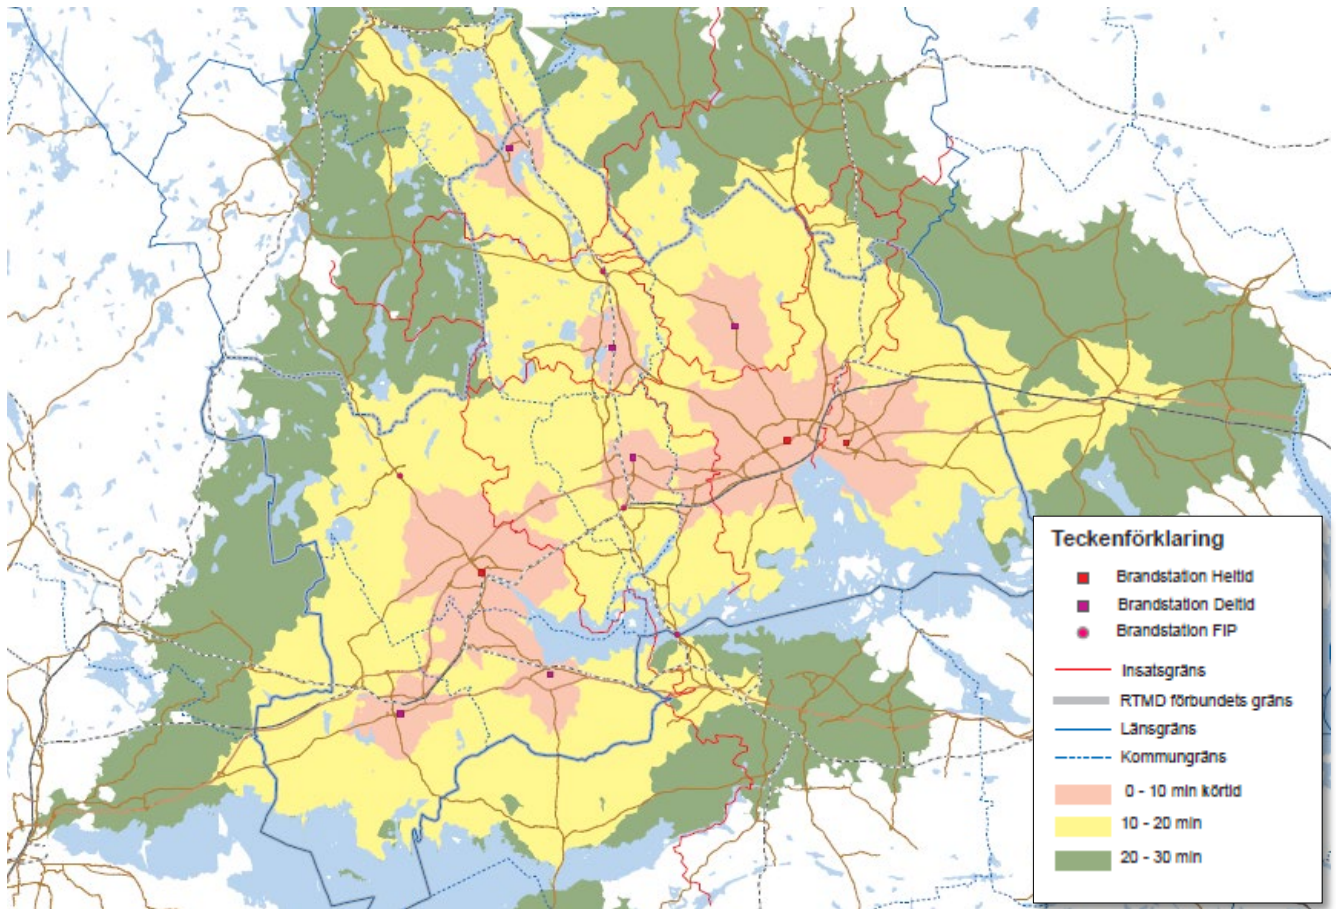 Teckenförklaring
Brandstation Heltid
Brandstation Deltid
Brandstation FIP
Insatsgräns
RTMD förbundets gräns
Länsgräns
Kommungräns
0 - 10 min körtid
10 - 20 min
20 - 30 min